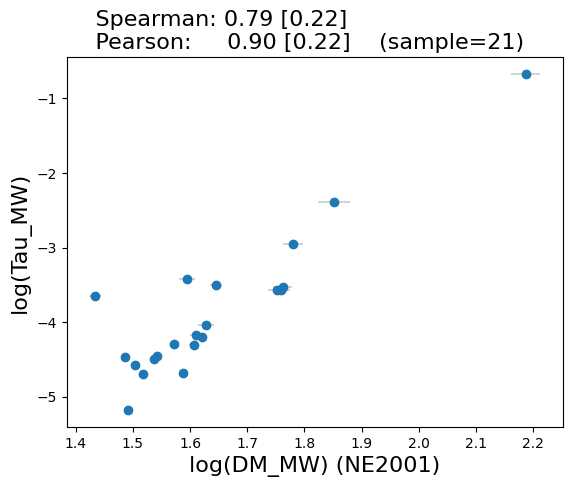 Spearman: 0.79 [0.22]
Pearson: 0.90 [0.22] (sample=21)
log(Tau_MW)
−1
−2
−3
−4
−5
1.4 1.5 1.6 1.7 1.8 1.9 2.0 2.1 2.2
log(DM_MW) (NE2001)